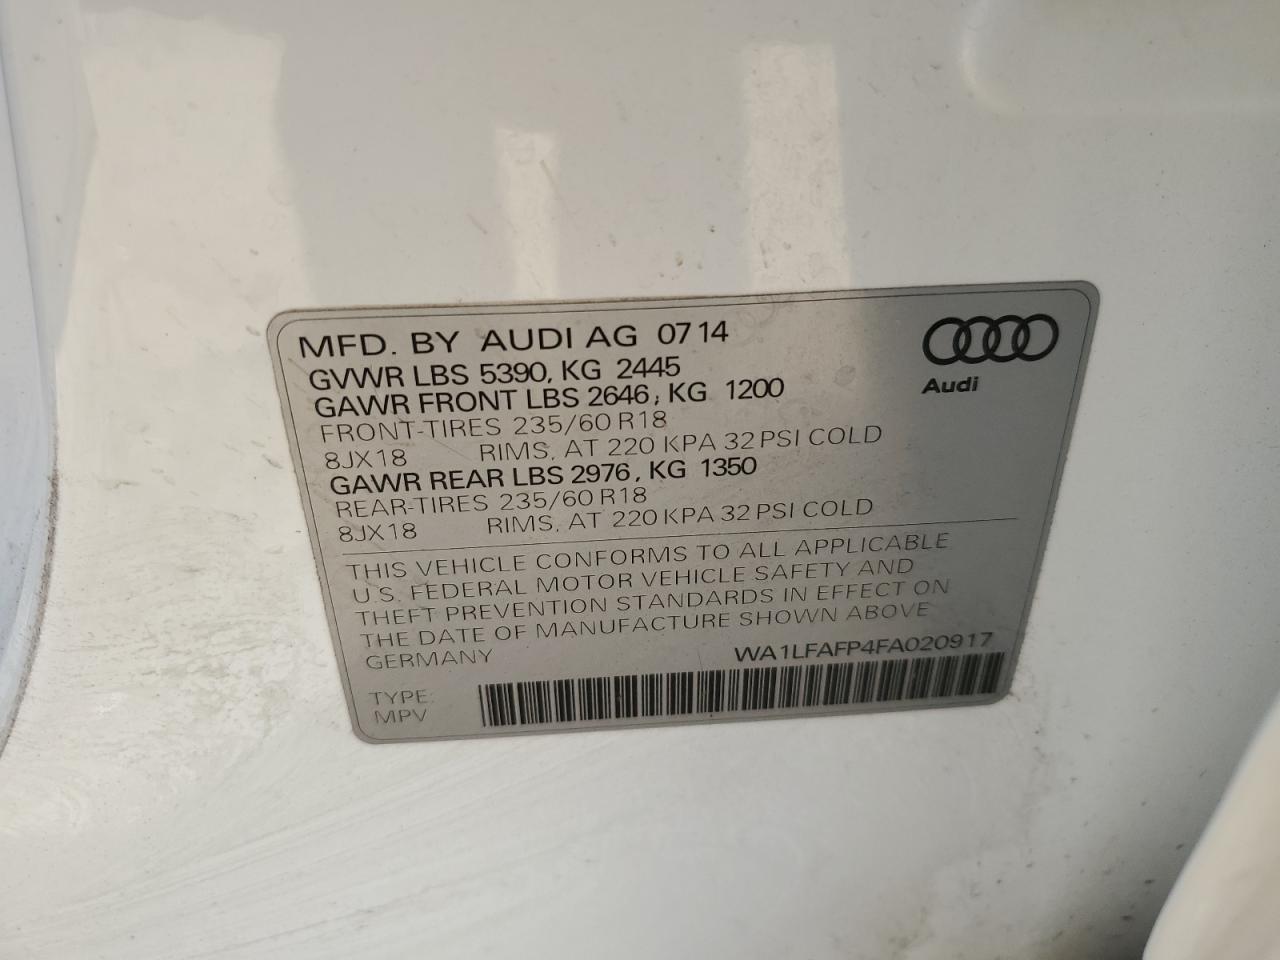 MFD. BY AUDI AG 0714
GVWR LBS 5390, KG 2445
GAWR FRONT LBS 2646, KG 1200
FRONT-TIRES 235/60 R18
8JX18 RIMS, AT 220 KPA 32 PSI COLD
GAWR REAR LBS 2976, KG 1350
REAR-TIRES 235/60 R18
8JX18 RIMS, AT 220 KPA 32 PSI COLD
Audi
THIS VEHICLE CONFORMS TO ALL APPLICABLE
U.S. FEDERAL MOTOR VEHICLE SAFETY AND
THEFT PREVENTION STANDARDS IN EFFECT ON
THE DATE OF MANUFACTURE SHOWN ABOVE
GERMANY WA1LFAFP4FA020917
TYPE:
MPV